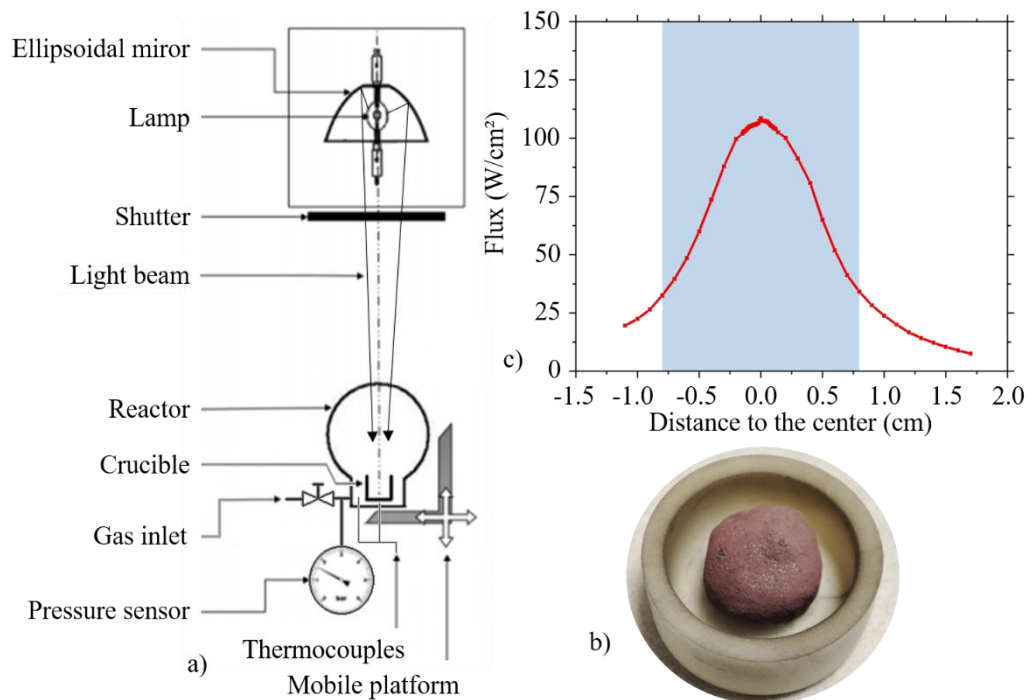 Ellipsoidal miror
Lamp
Shutter
Light beam
Reactor
Crucible
Gas inlet
Pressure sensor
bar
Thermocouples
a)
Mobile platform
150
125
100
75
50
25
0
Flux (W/cm²)
c)
-1.5 -1.0 -0.5 0.0 0.5 1.0 1.5 2.0
Distance to the center (cm)
b)